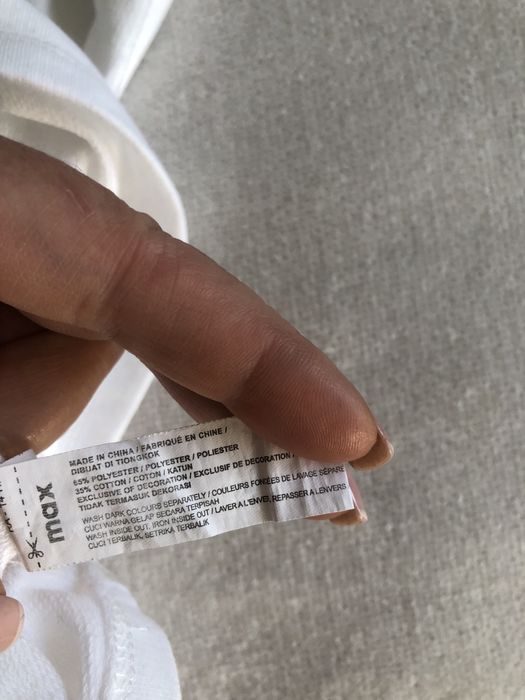 max
MADE IN CHINA / FABRIQUÉ EN CHINE /
DIBUAT DI TIONGKOK
65% POLYESTER / POLYESTER / POLIESTER
35% COTTON / COTON / KATUN
EXCLUSIVE OF DECORATION / EXCLUSIF DE DECORATION /
TIDAK TERMASUK DEKORASI
WASH DARK COLOURS SEPARATELY / COULEURS FONZÉES DE LAVAGE SÉPARÉ
CUCI WARNA GELAP SECARA TERPISAH
WASH INSIDE OUT, IRON INSIDE OUT / LAVER A L'ENVE, REPASSER A L'ENVERS
CUCI TERBALIK, SETRIKA TERBALIK